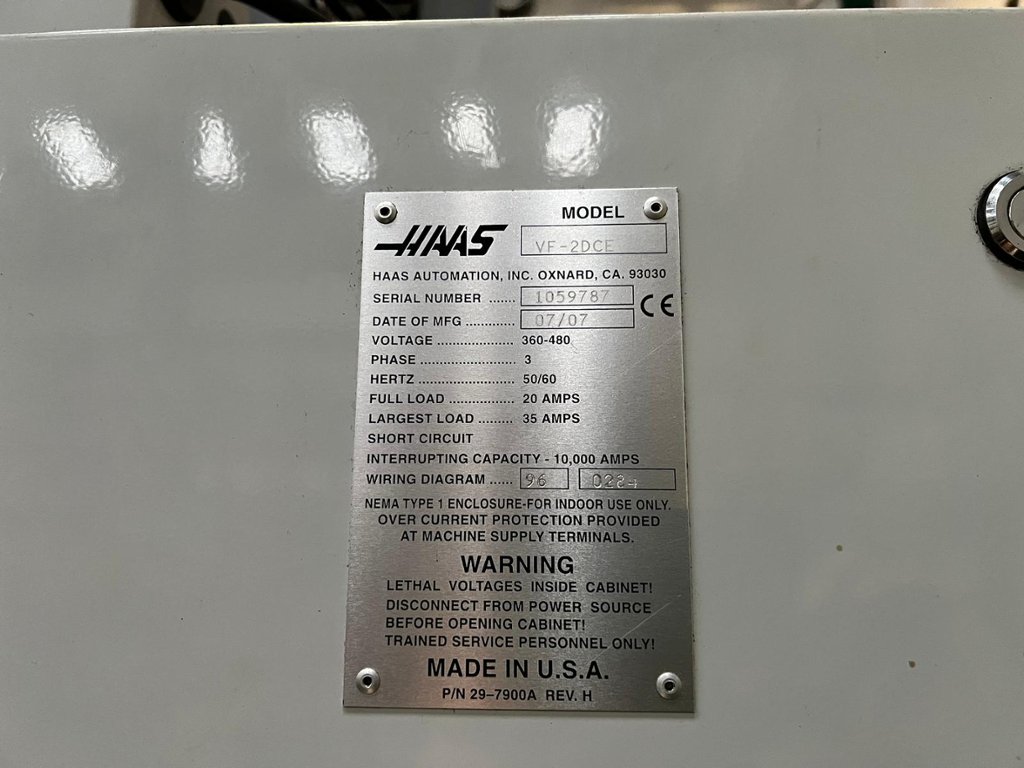 MODEL
HAAS VF-2DCE
HAAS AUTOMATION, INC. OXNARD, CA. 93030
SERIAL NUMBER ....... 1059787
CE
DATE OF MFG ............. 07/07
VOLTAGE .................... 360-480
PHASE ......................... 3
HERTZ ......................... 50/60
FULL LOAD ................. 20 AMPS
LARGEST LOAD ......... 35 AMPS
SHORT CIRCUIT
INTERRUPTING CAPACITY - 10,000 AMPS
WIRING DIAGRAM ...... 96 0284
NEMA TYPE 1 ENCLOSURE-FOR INDOOR USE ONLY.
OVER CURRENT PROTECTION PROVIDED
AT MACHINE SUPPLY TERMINALS.
WARNING
LETHAL VOLTAGES INSIDE CABINET!
DISCONNECT FROM POWER SOURCE
BEFORE OPENING CABINET!
TRAINED SERVICE PERSONNEL ONLY!
MADE IN U.S.A.
P/N 29-7900A REV. H